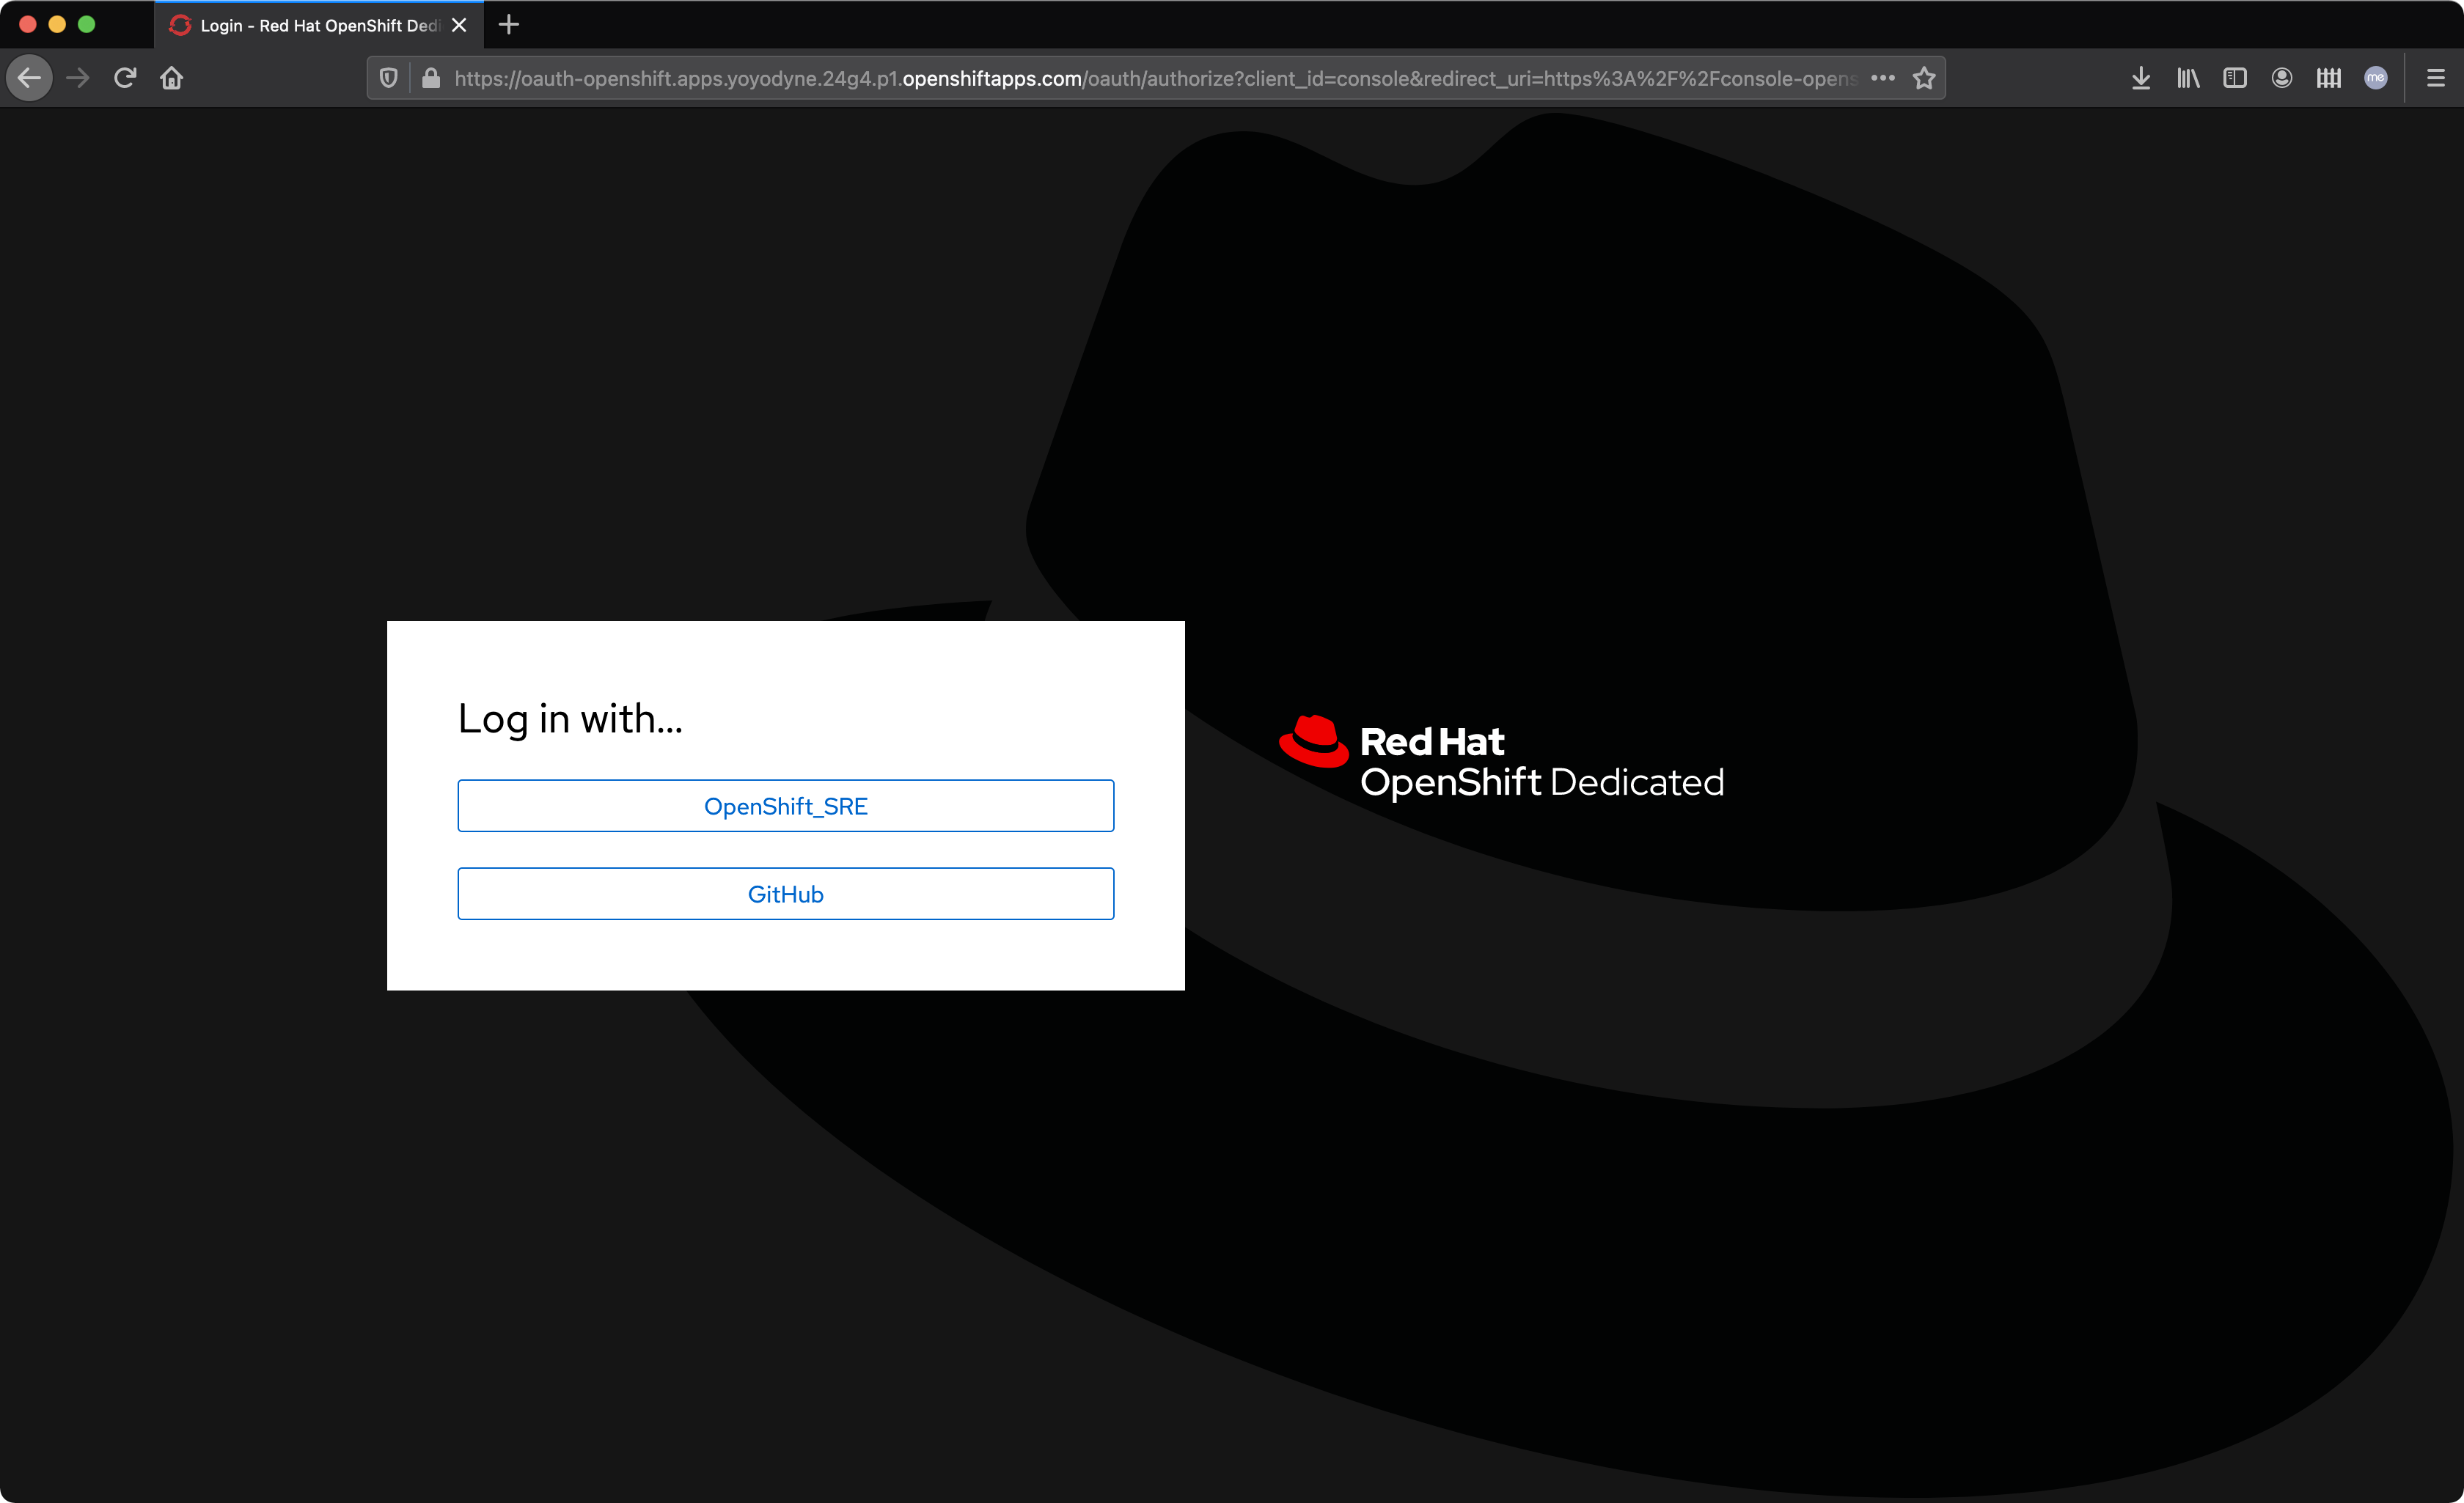 Login - Red Hat OpenShift Dedi
https://oauth-openshift.apps.yoyodyne.24g4.p1.openshiftapps.com/oauth/authorize?client_id=console&redirect_uri=https%3A%2F%2Fconsole-opens
me
Log in with...
OpenShift_SRE
GitHub
Red Hat
OpenShift Dedicated